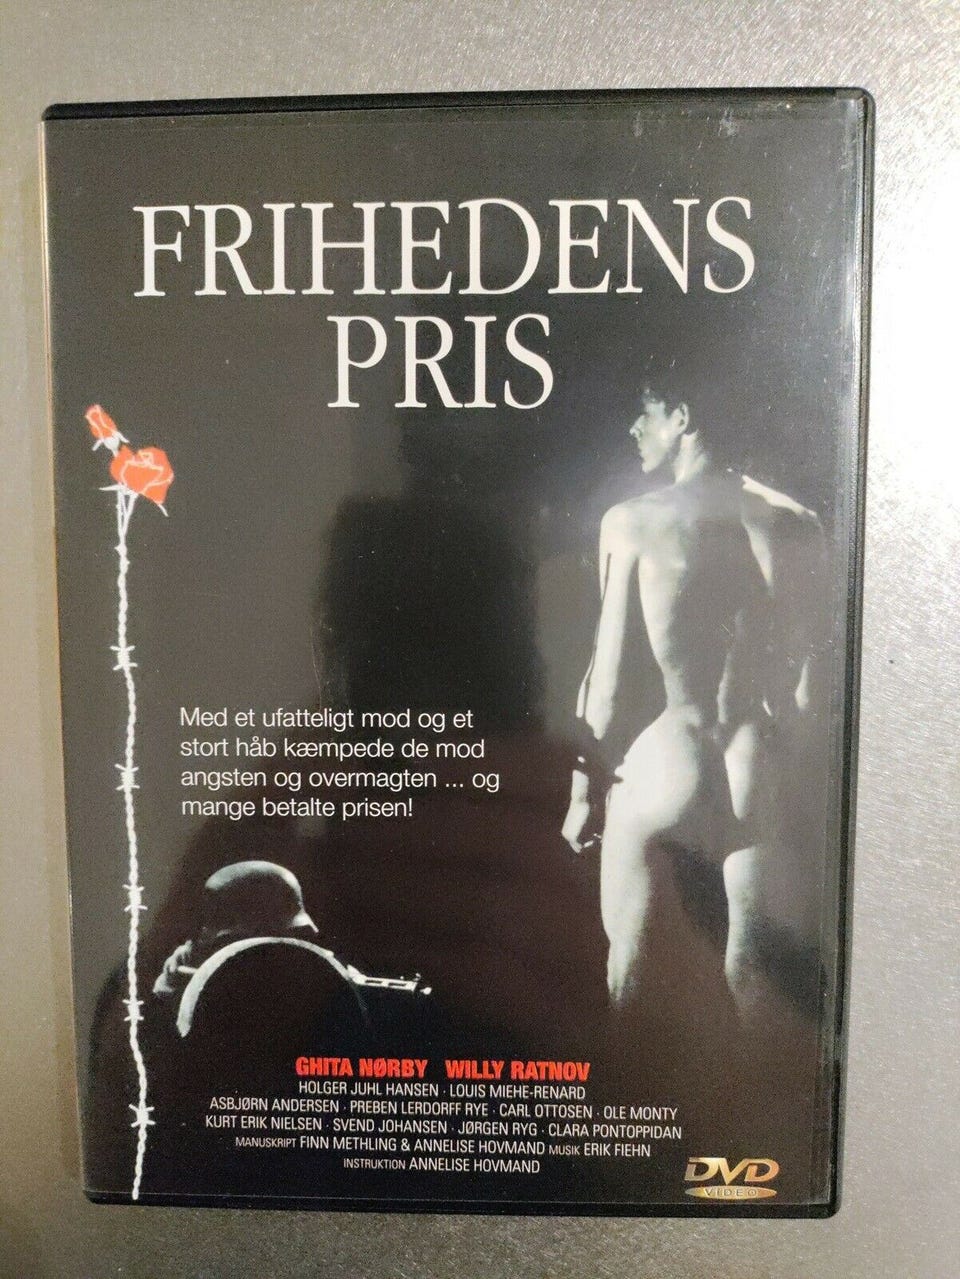 FRIHEDENS
PRIS
Med et ufatteligt mod og et
stort håb kæmpede de mod
angsten og overmagten ... og
mange betalte prisen!
GHITA NØRBY WILLY RATNOV
HOLGER JUHL HANSEN · LOUIS MIEHE-RENARD
ASBJØRN ANDERSEN · PREBEN LERDORFF RYE · CARL OTTOSEN · OLE MONTY
KURT ERIK NIELSEN · SVEND JOHANSEN · JØRGEN RYG · CLARA PONTOPPIDAN
MANUSKRIPT FINN METHLING & ANNELISE HOVMAND MUSIK ERIK FIEHN
INSTRUKTION ANNELISE HOVMAND
DVD
VIDEO